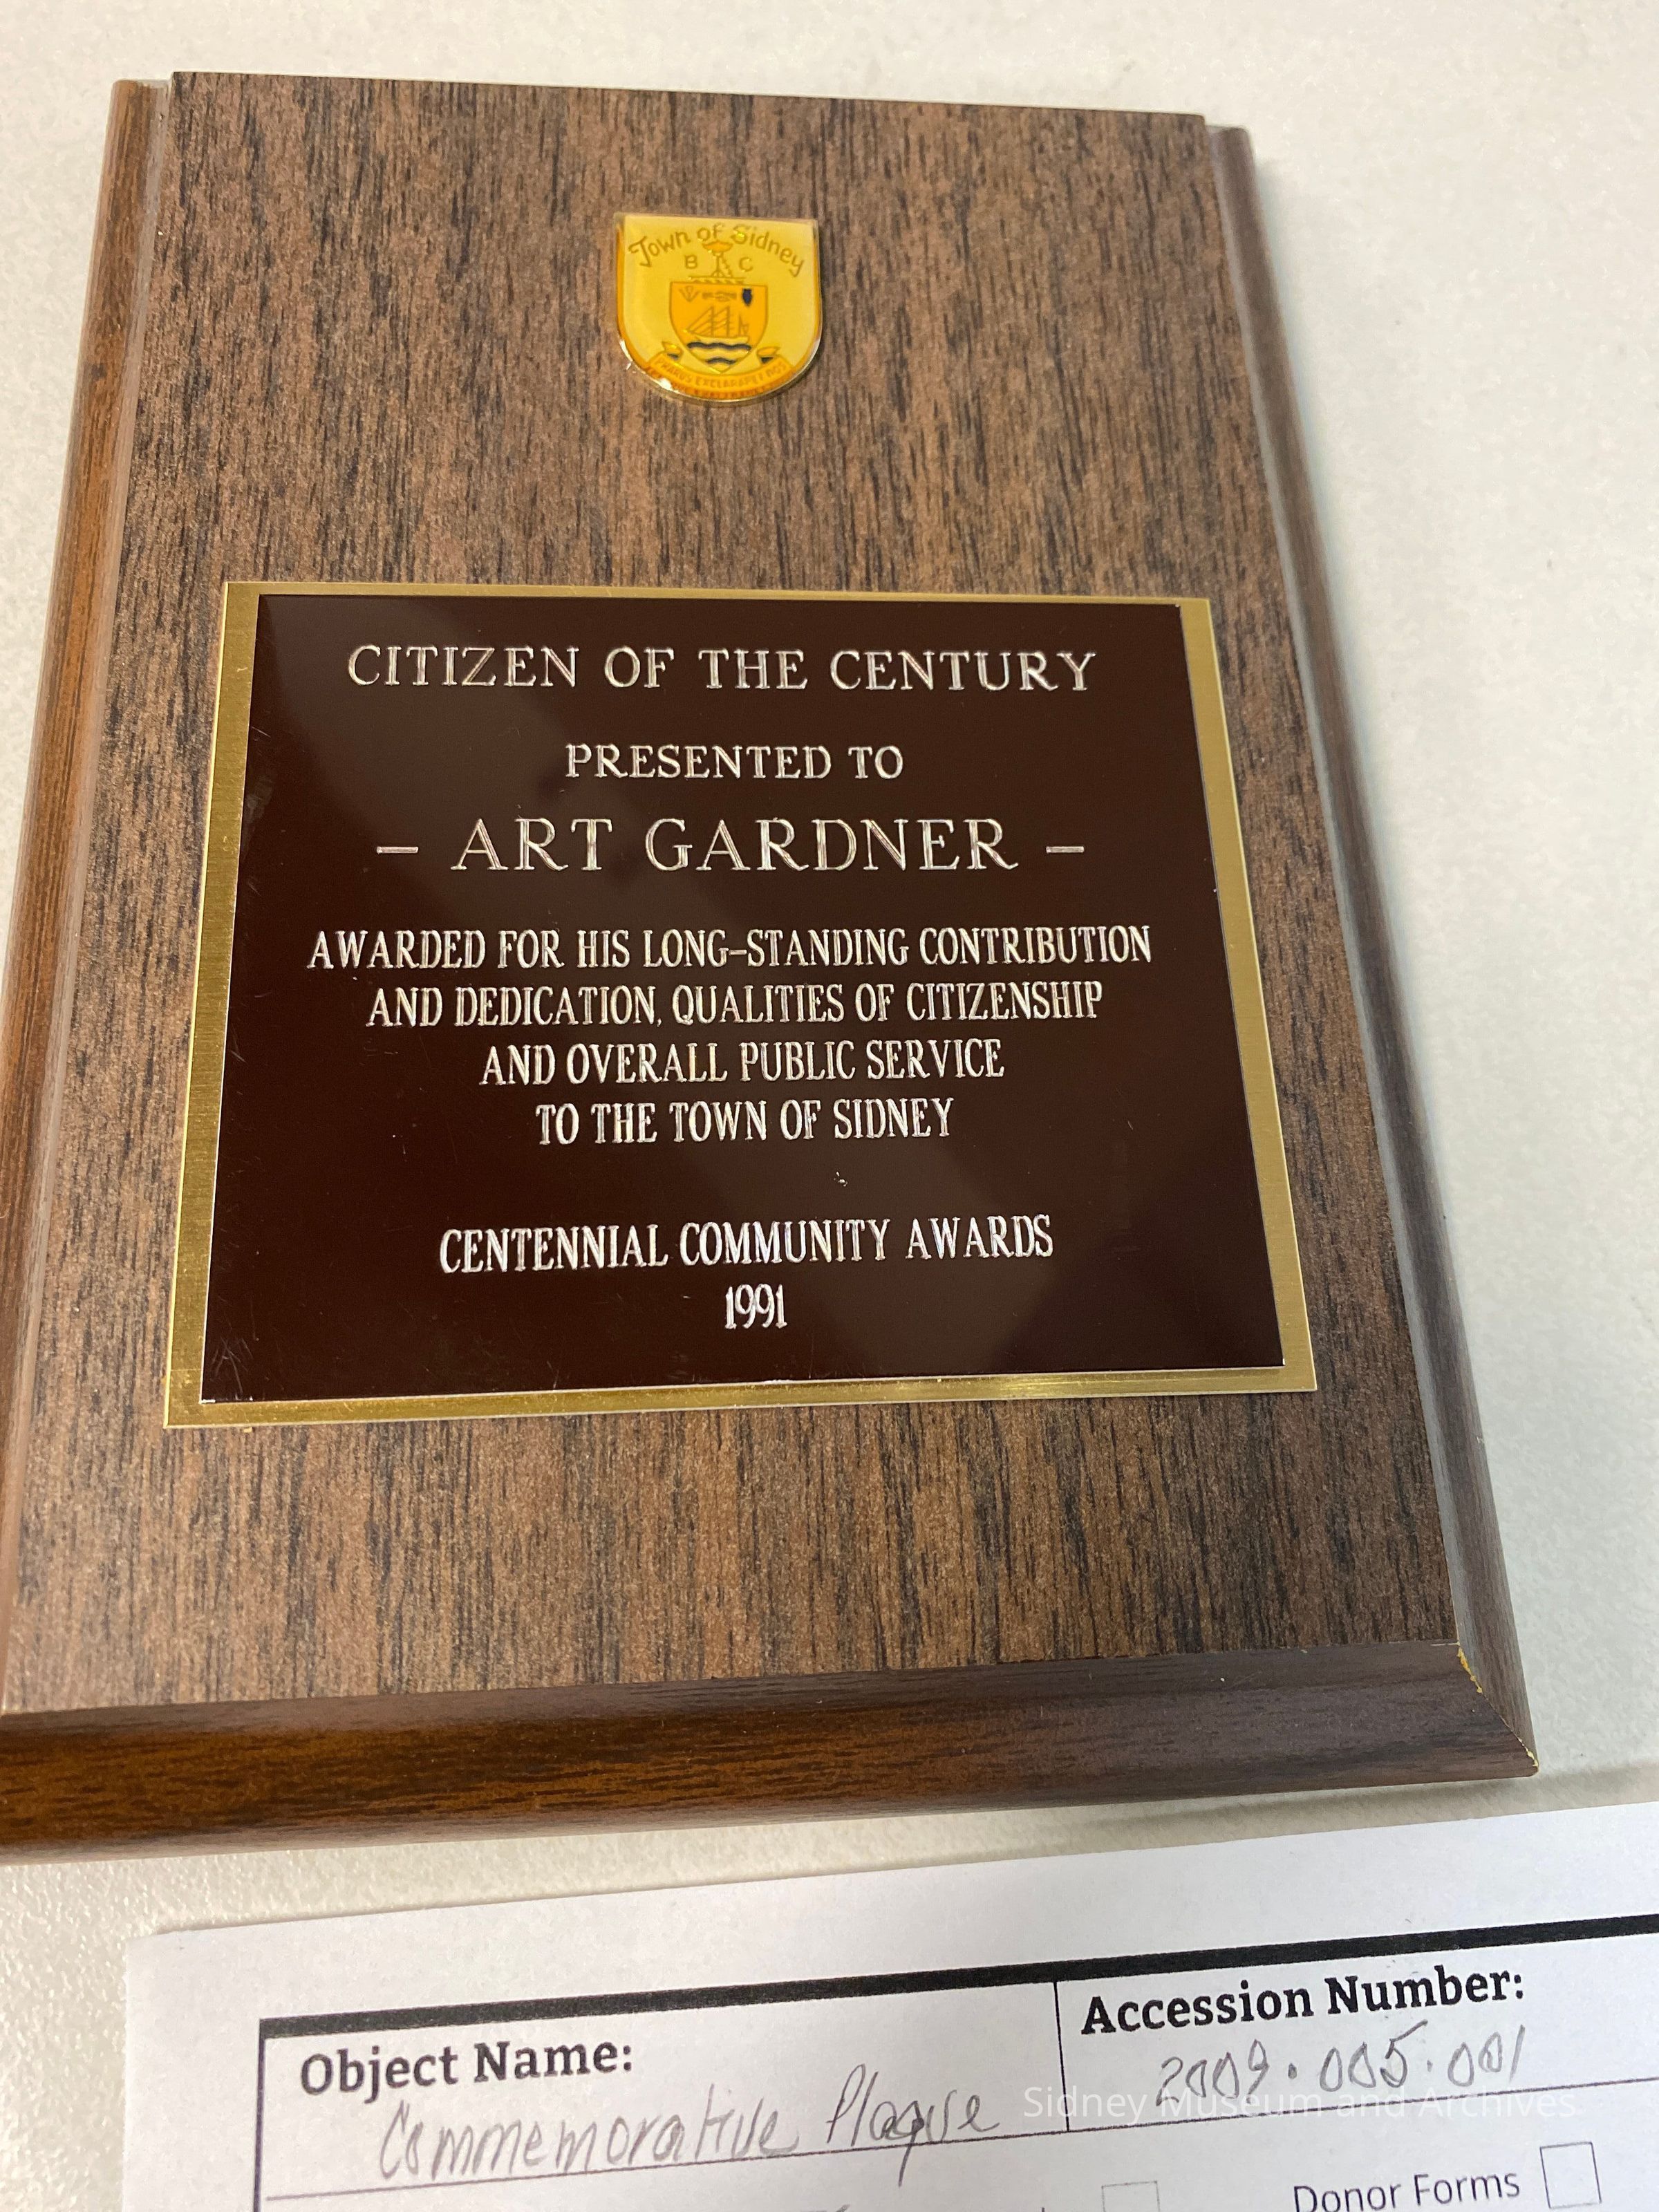 Town of Sidney
B C
CITIZEN OF THE CENTURY
PRESENTED TO
– ART GARDNER –
AWARDED FOR HIS LONG-STANDING CONTRIBUTION
AND DEDICATION, QUALITIES OF CITIZENSHIP
AND OVERALL PUBLIC SERVICE
TO THE TOWN OF SIDNEY
CENTENNIAL COMMUNITY AWARDS
1991
Object Name:
Commemorative Plaque
Accession Number:
2009.005.001
Sidney Museum and Archives
Donor Forms